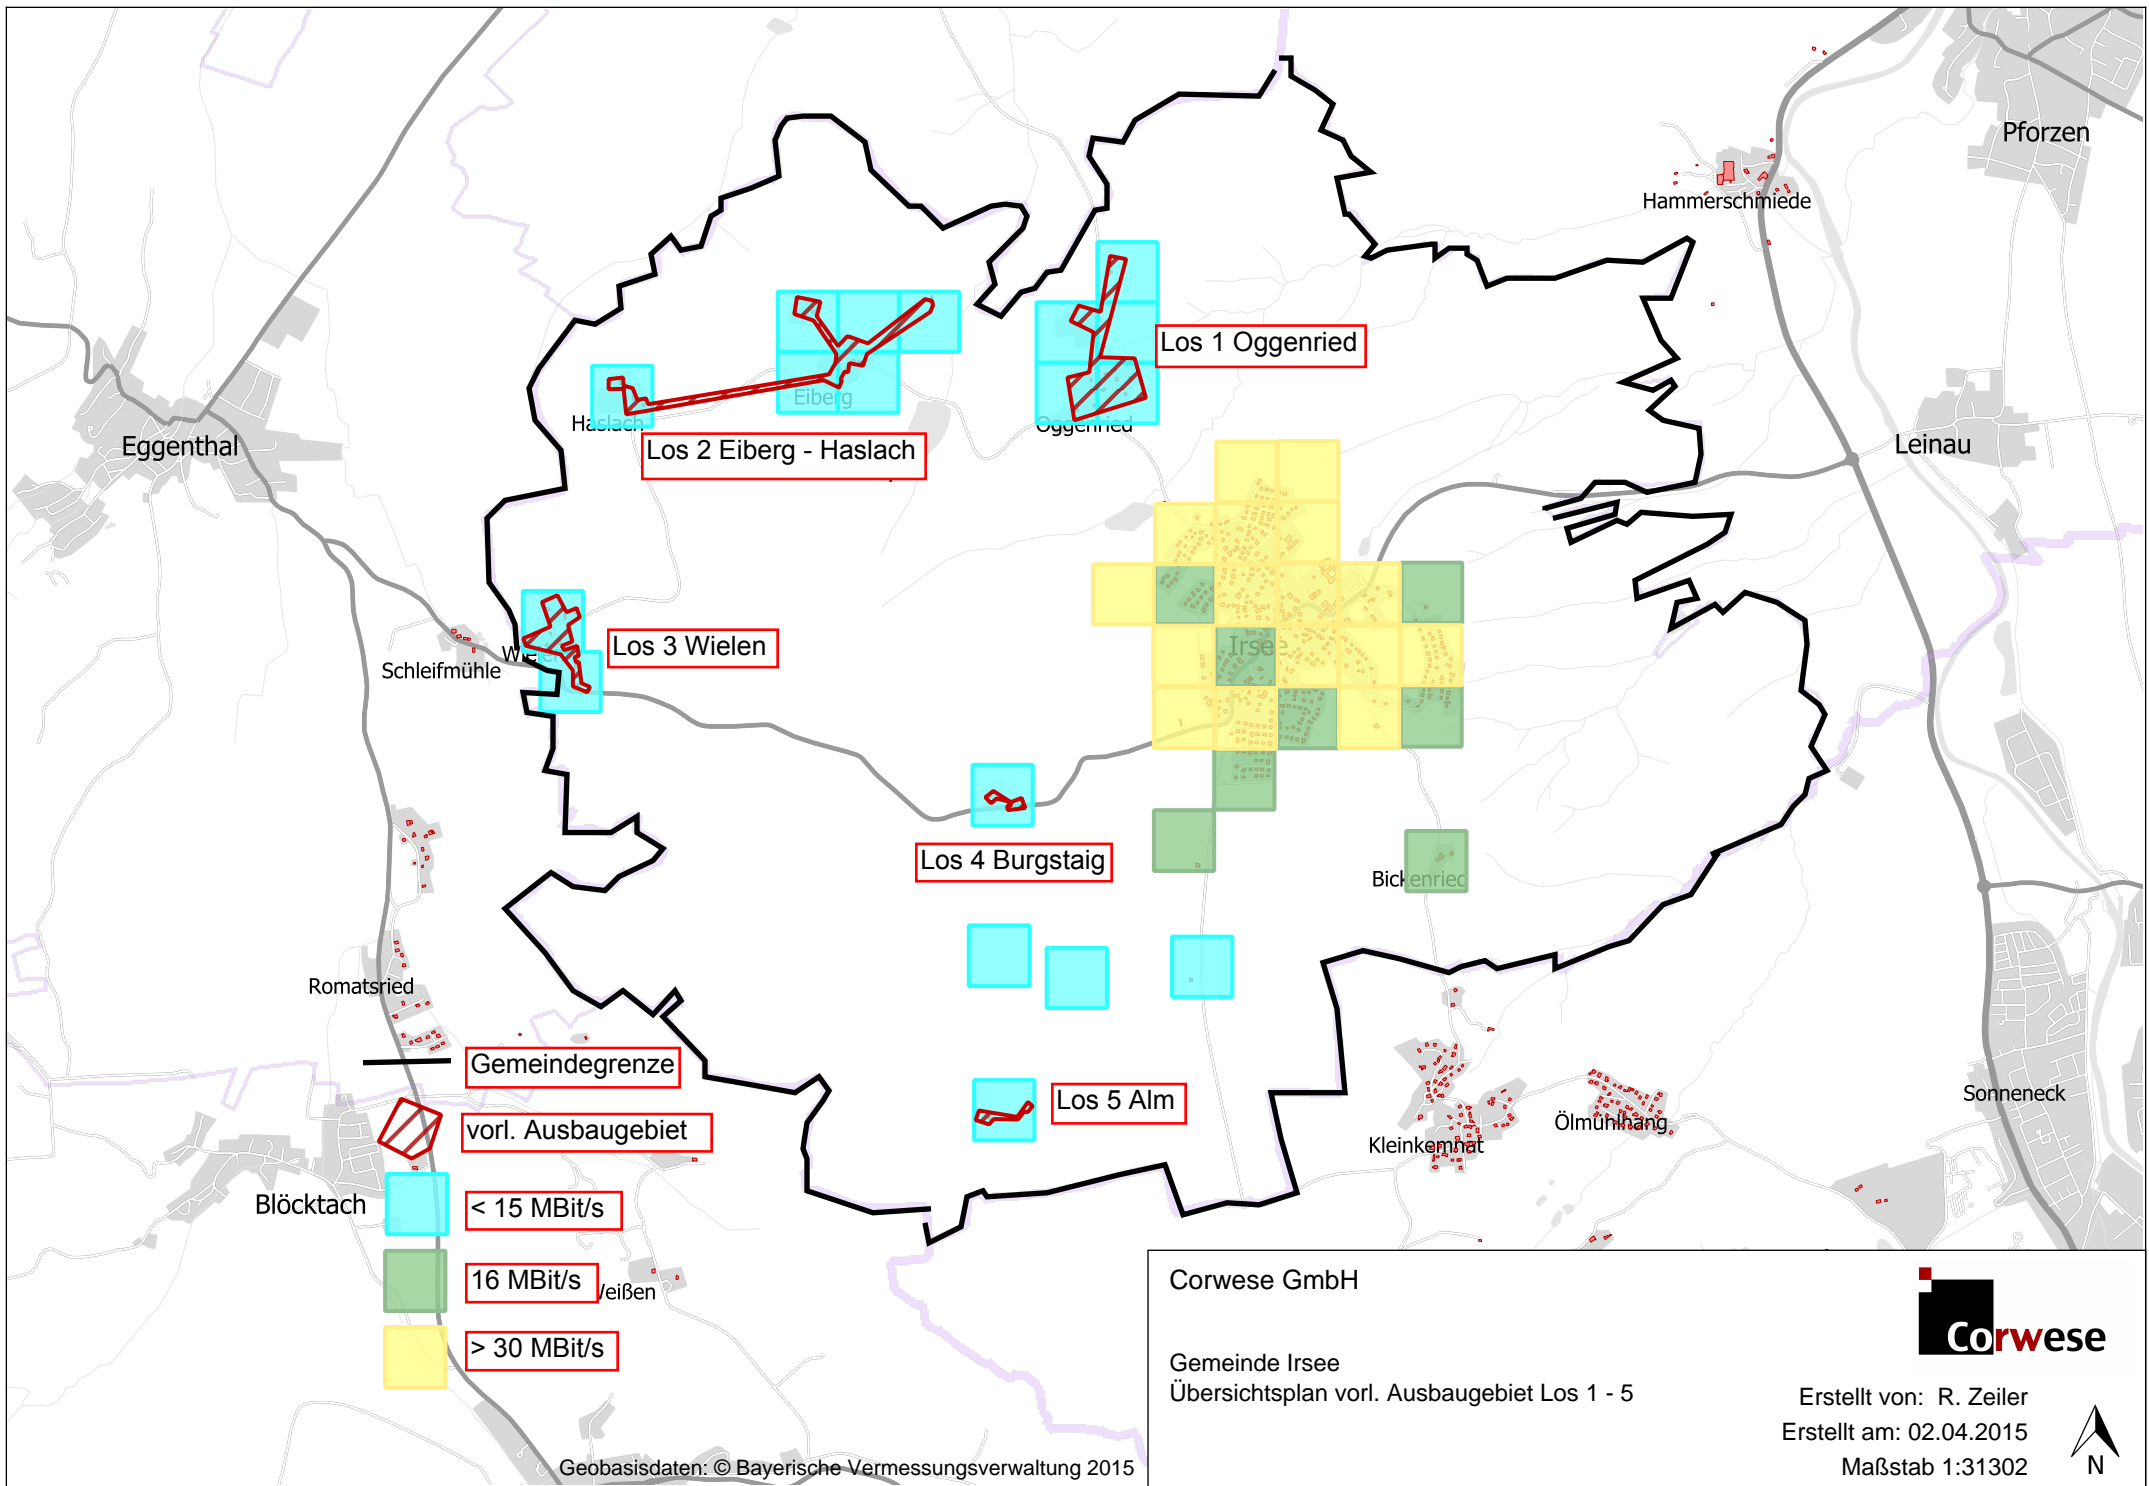 Pforzen
Hammerschmiede
Los 1 Oggenried
Eiberg
Haslach
Oggenried
Eggenthal
Los 2 Eiberg - Haslach
Leinau
Los 3 Wielen
Irsee
Schleifmühle
Los 4 Burgstaig
Bickenried
Romatsried
Gemeindegrenze
Los 5 Alm
Sonneneck
Ölmühlhang
vorl. Ausbaugebiet
Kleinkemnat
Blöcktach
< 15 MBit/s
16 MBit/s
> 30 MBit/s
Corwese GmbH
Corwese
Gemeinde Irsee
Übersichtsplan vorl. Ausbaugebiet Los 1 - 5
Erstellt von: R. Zeiler
Erstellt am: 02.04.2015
Maßstab 1:31302
N
Geobasisdaten: © Bayerische Vermessungsverwaltung 2015